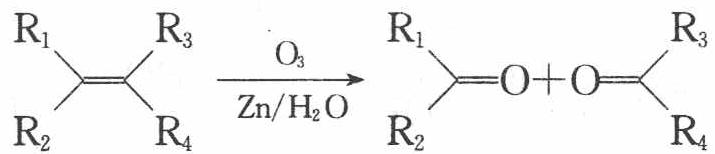 R₁ R₃ O₃ R₁ R₃
Zn/H₂O O+O
R₂ R₄ R₂ R₄